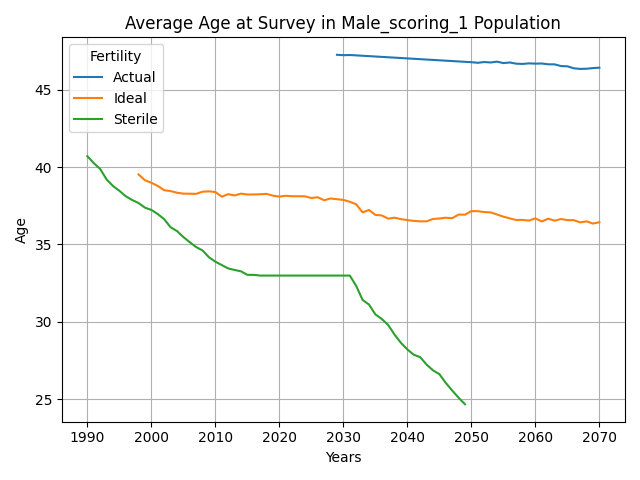 Average Age at Survey in Male_scoring_1 Population
Fertility
Actual
Ideal
Sterile
Age
45
40
35
30
25
1990 2000 2010 2020 2030 2040 2050 2060 2070
Years